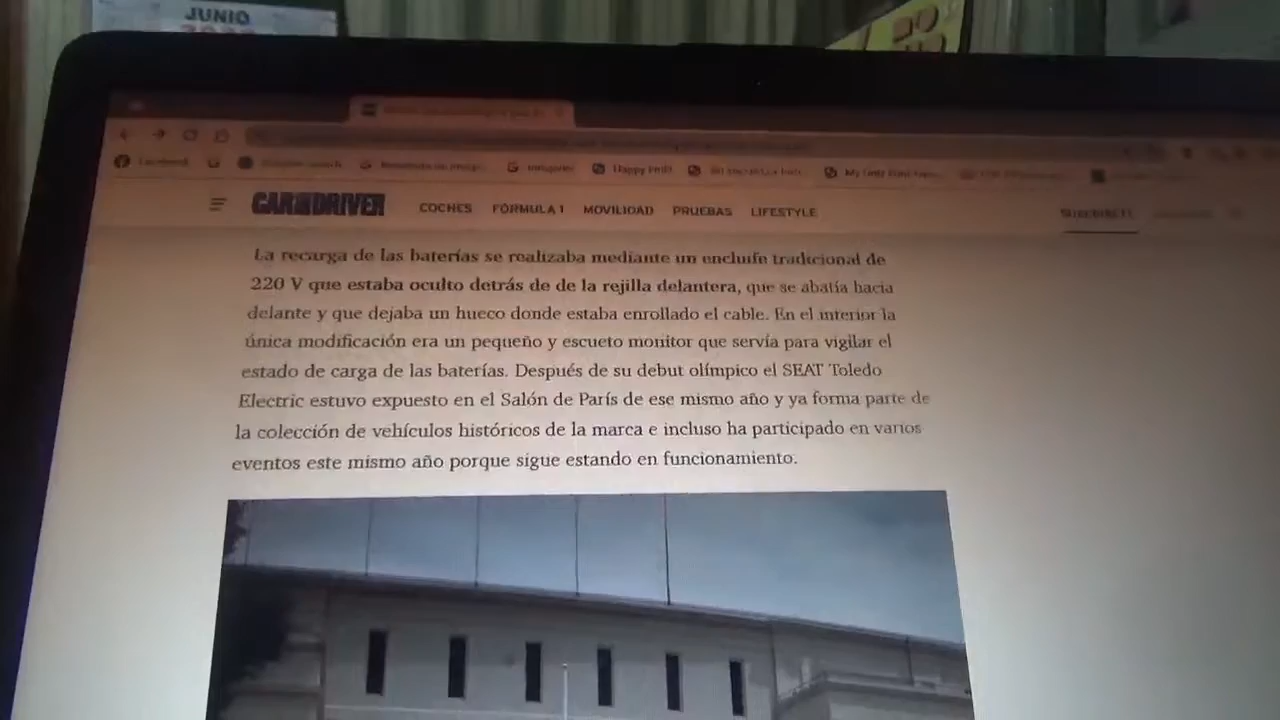 JUNIO
Facebook
Happy Pime
CAR AND DRIVER
COCHES FÓRMULA 1 MOVILIDAD PRUEBAS LIFESTYLE
SUSCRÍBETE
La recarga de las baterías se realizaba mediante un enchufe tradicional de
220 V que estaba oculto detrás de de la rejilla delantera, que se abatía hacia
delante y que dejaba un hueco donde estaba enrollado el cable. En el interior la
única modificación era un pequeño y escueto monitor que servía para vigilar el
estado de carga de las baterías. Después de su debut olímpico el SEAT Toledo
Electric estuvo expuesto en el Salón de París de ese mismo año y ya forma parte de
la colección de vehículos históricos de la marca e incluso ha participado en varios
eventos este mismo año porque sigue estando en funcionamiento.